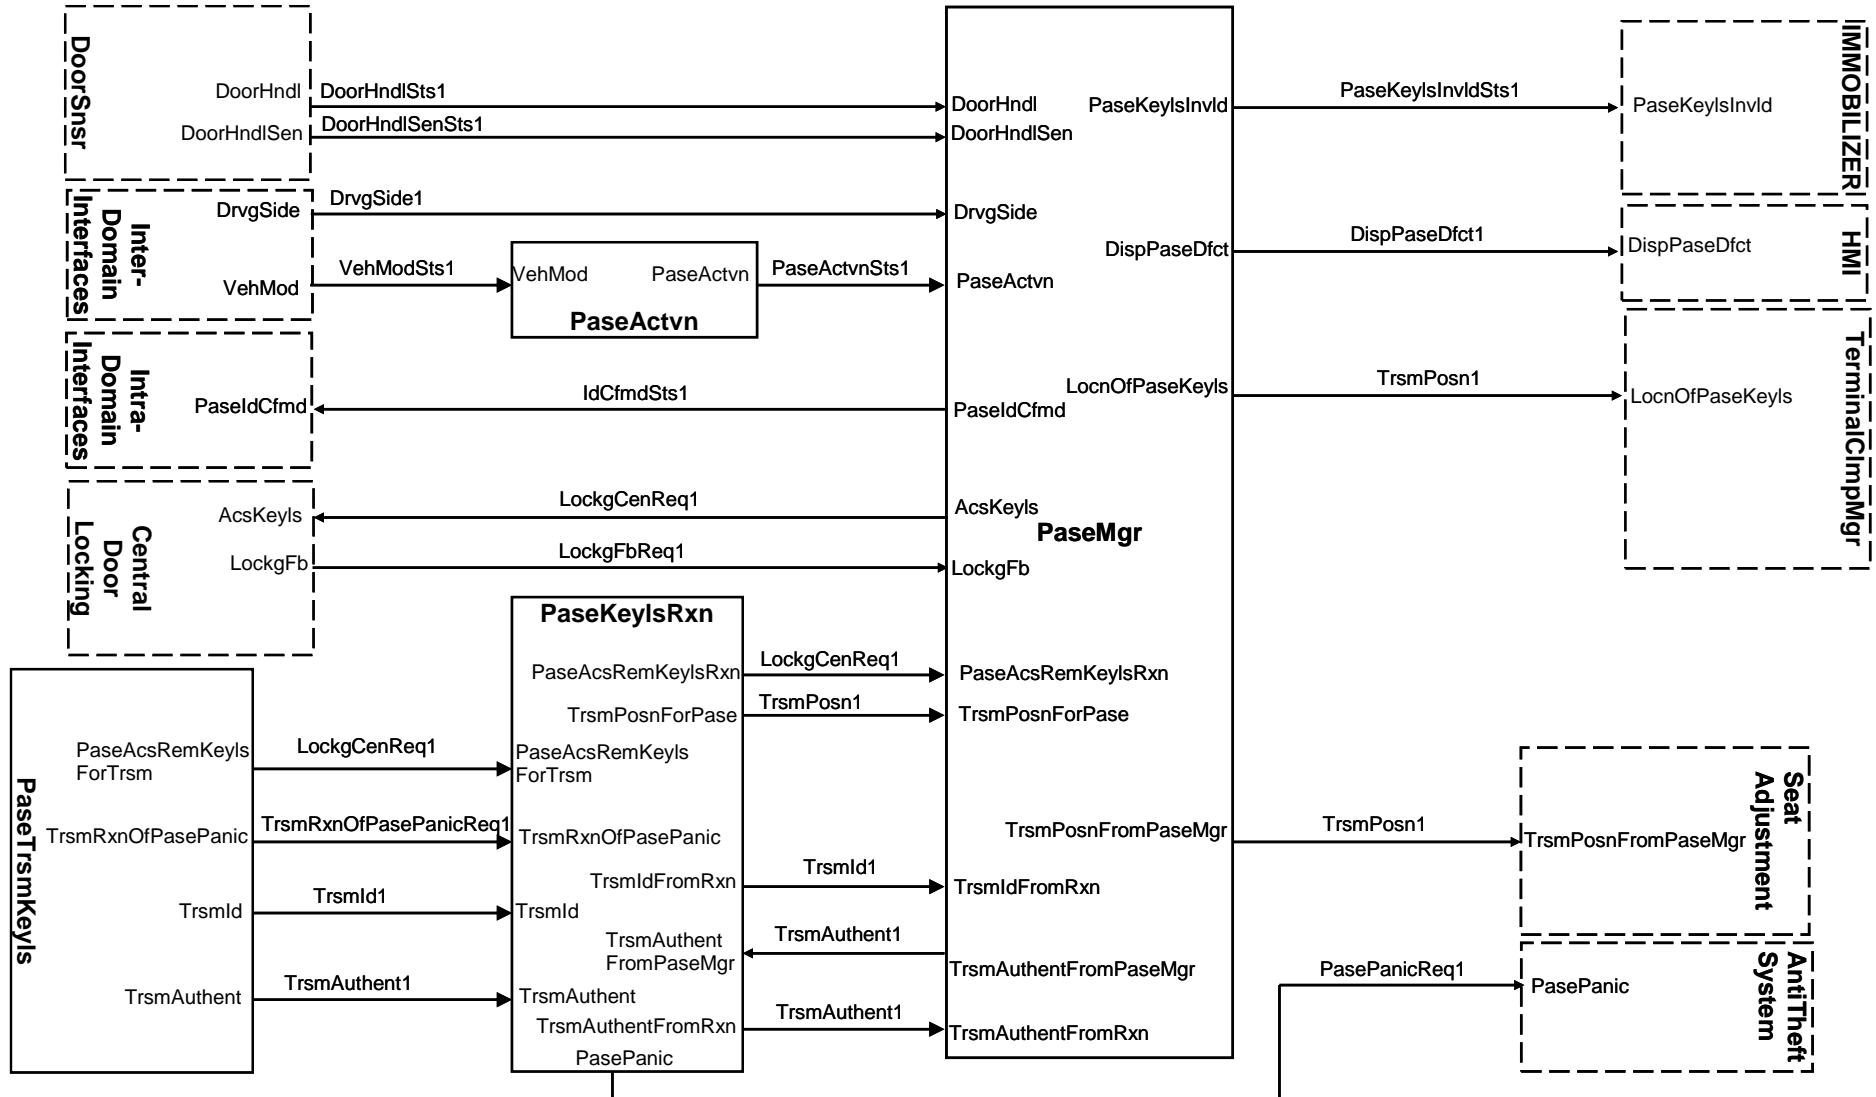 DoorSnsr
DoorHndl
DoorHndlSen
DoorHndlSts1
DoorHndlSenSts1
Inter-
Domain
Interfaces
DrvgSide
VehMod
DrvgSide1
VehModSts1
VehMod
PaseActvn
PaseActvn
PaseActvnSts1
Intra-
Domain
Interfaces
PaseIdCfmd
IdCfmdSts1
Central
Door
Locking
AcsKeyls
LockgFb
LockgCenReq1
LockgFbReq1
PaseTrsmKeyls
PaseAcsRemKeyls
ForTrsm
TrsmRxnOfPasePanic
TrsmId
TrsmAuthent
LockgCenReq1
TrsmRxnOfPasePanicReq1
TrsmId1
TrsmAuthent1
PaseKeylsRxn
PaseAcsRemKeylsRxn
TrsmPosnForPase
PaseAcsRemKeyls
ForTrsm
TrsmRxnOfPasePanic
TrsmIdFromRxn
TrsmId
TrsmAuthent
FromPaseMgr
TrsmAuthent
TrsmAuthentFromRxn
PasePanic
LockgCenReq1
TrsmPosn1
TrsmId1
TrsmAuthent1
TrsmAuthent1
DoorHndl
DoorHndlSen
DrvgSide
PaseActvn
PaseIdCfmd
AcsKeyls
PaseMgr
LockgFb
PaseAcsRemKeylsRxn
TrsmPosnForPase
TrsmIdFromRxn
TrsmAuthentFromPaseMgr
TrsmAuthentFromRxn
PaseKeylsInvld
DispPaseDfct
LocnOfPaseKeyls
TrsmPosnFromPaseMgr
PaseKeylsInvldSts1
DispPaseDfct1
TrsmPosn1
TrsmPosn1
PasePanicReq1
PaseKeylsInvld
IMMOBILIZER
DispPaseDfct
HMI
LocnOfPaseKeyls
TerminalClmpMgr
TrsmPosnFromPaseMgr
Seat
Adjustment
PasePanic
AntiTheft
System